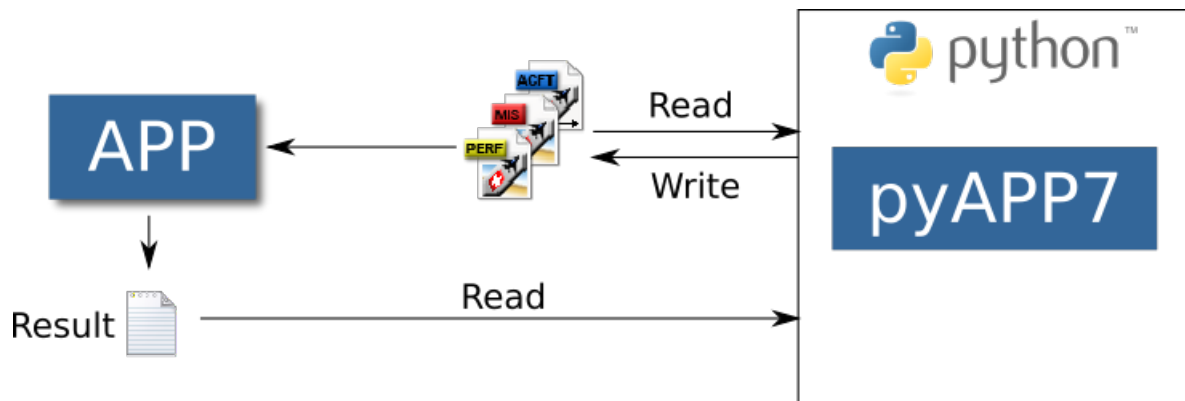 python™
ACFT
Read
MIS
APP
PERF
Write
pyAPP7
Read
Result